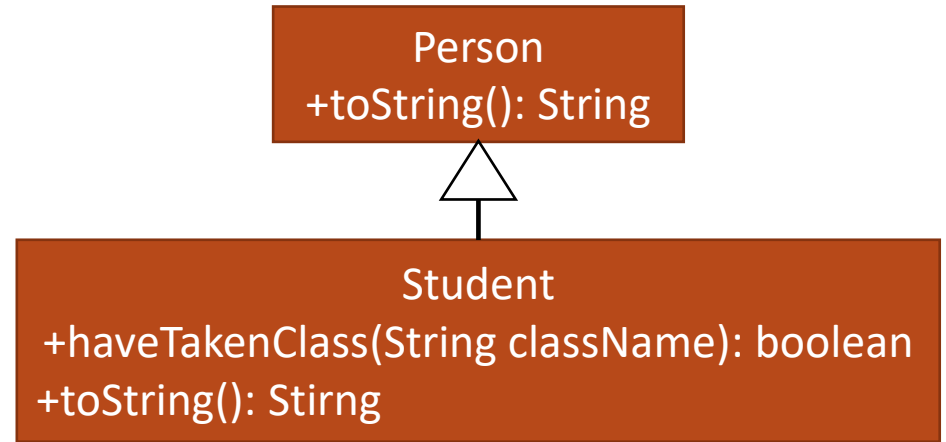 Person
+toString(): String
Student
+haveTakenClass(String className): boolean
+toString(): Stirng